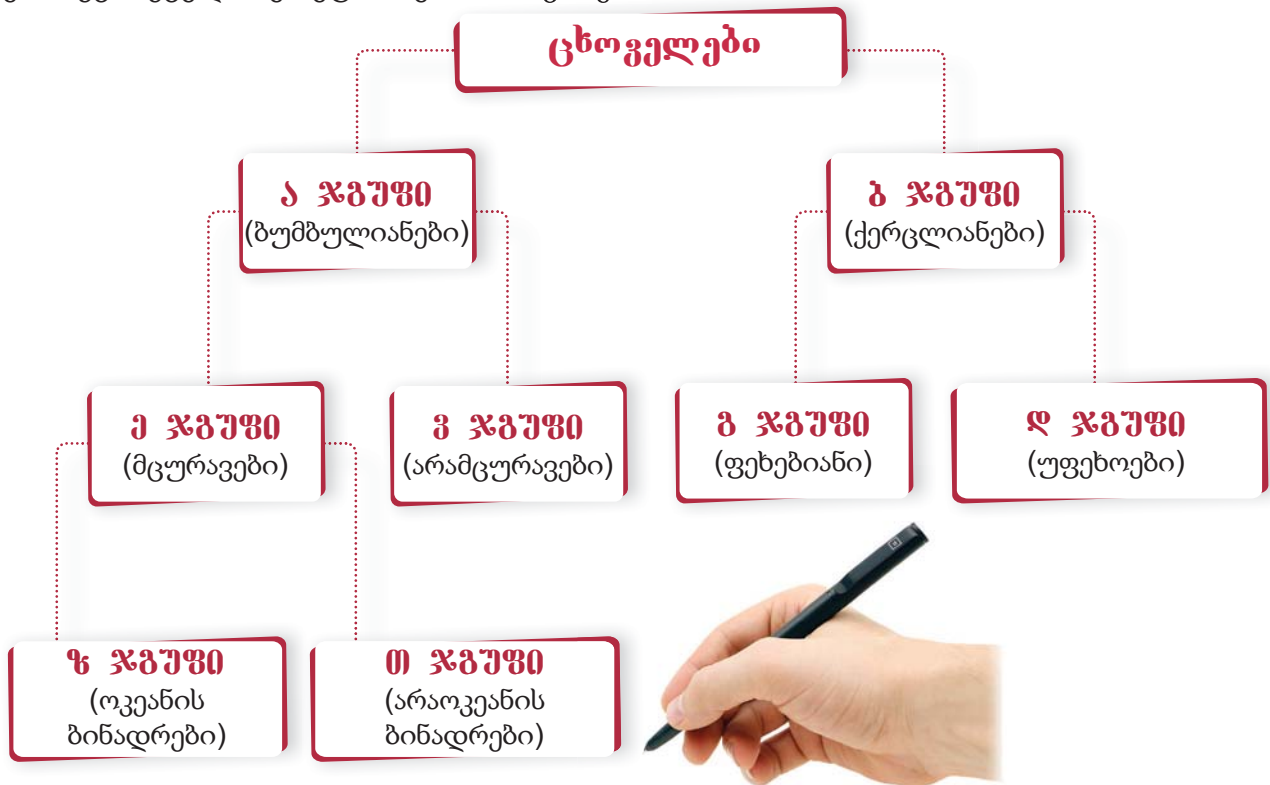 ცხოველები
ა ჯგუფი
(ბუმბულიანები)
ბ ჯგუფი
(ქერცლიანები)
ე ჯგუფი
(მცურავები)
ვ ჯგუფი
(არამცურავები)
გ ჯგუფი
(ფეხებიანი)
დ ჯგუფი
(უფეხოები)
ზ ჯგუფი
(ოკეანის
ბინადრები)
თ ჯგუფი
(არაოკეანის
ბინადრები)